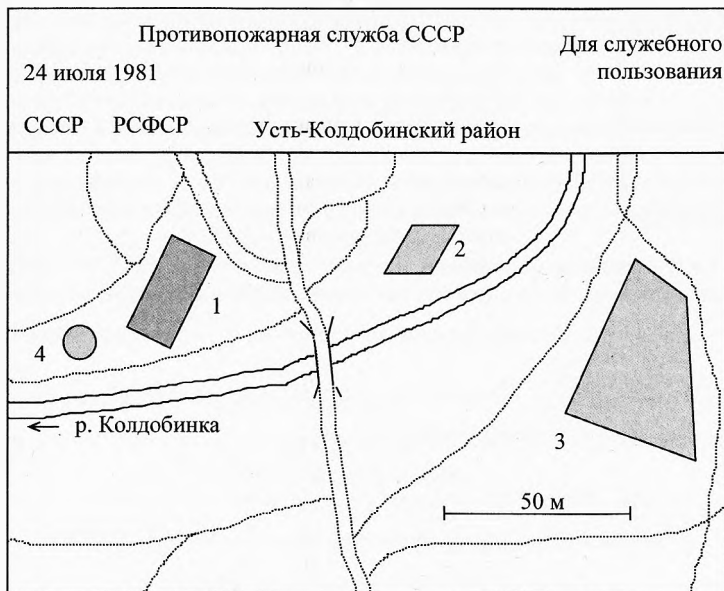 Противопожарная служба СССР
Для служебного
пользования
24 июля 1981
СССР РСФСР Усть-Колдобинский район
1
2
3
4
← р. Колдобинка
50 м